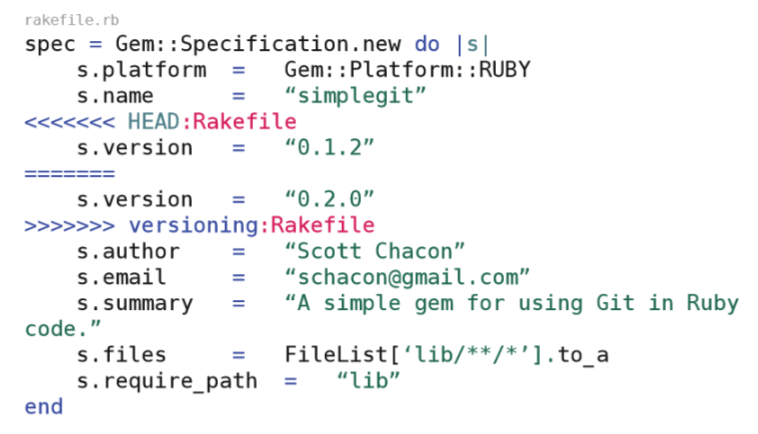 rakefile.rb
spec = Gem::Specification.new do |s|
    s.platform  =   Gem::Platform::RUBY
    s.name      =   “simplegit”
<<<<<<< HEAD:Rakefile
    s.version   =   “0.1.2”
=======
    s.version   =   “0.2.0”
>>>>>>> versioning:Rakefile
    s.author    =   “Scott Chacon”
    s.email     =   “schacon@gmail.com”
    s.summary   =   “A simple gem for using Git in Ruby
code.”
    s.files     =   FileList[‘lib/**/*’].to_a
    s.require_path  =   “lib”
end